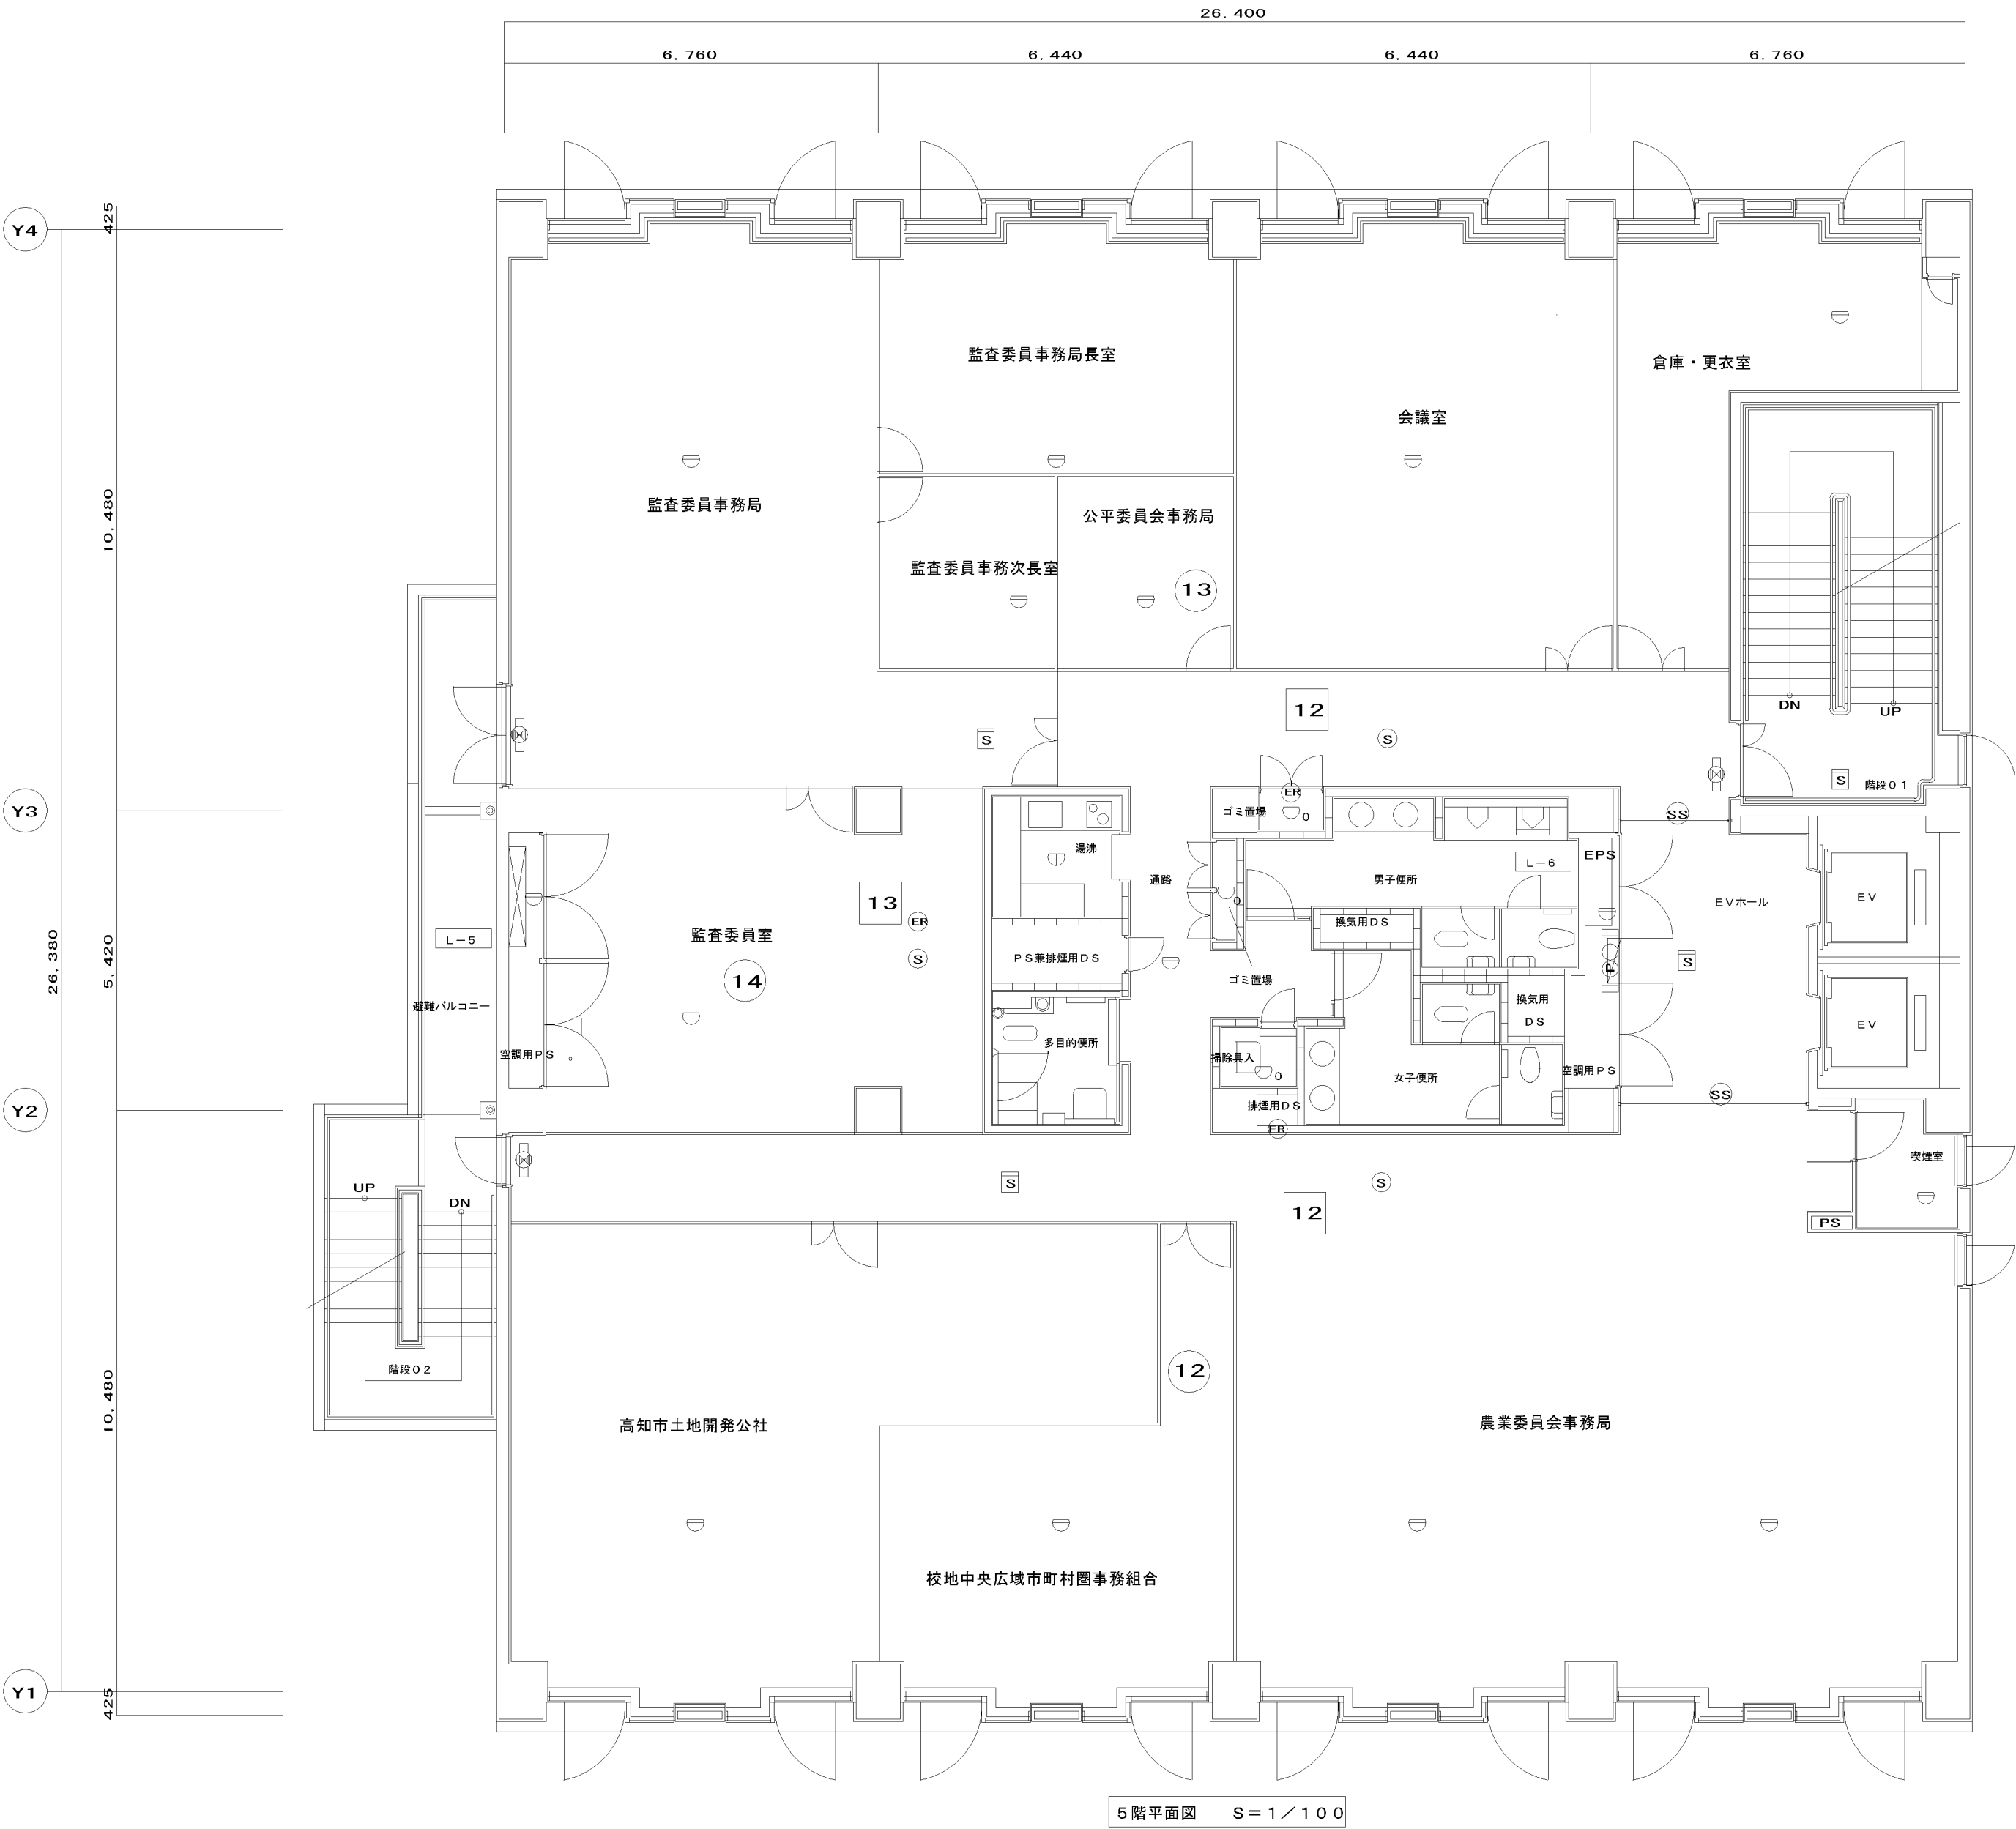 26.400
6.760
6.440
6.440
6.760
425
Y4
監査委員事務局長室
倉庫・更衣室
会議室
10.480
監査委員事務局
公平委員会事務局
監査委員事務次長室
13
12
DN
UP
S
S
S
階段01
Y3
ER
ゴミ置場
0
SS
湯沸
L-6
EPS
通路
男子便所
13
0
EVホール
EV
ER
換気用DS
監査委員室
L-5
S
PS兼排煙用DS
S
P
26.380
5.420
14
ゴミ置場
避難バルコニー
換気用
DS
EV
多目的便所
空調用PS
掃除具入
0
女子便所
空調用PS
排煙用DS
SS
Y2
ER
喫煙室
S
S
UP
DN
12
PS
階段02
12
10.480
高知市土地開発公社
農業委員会事務局
校地中央広域市町村圏事務組合
Y1
425
5階平面図 S=1/100